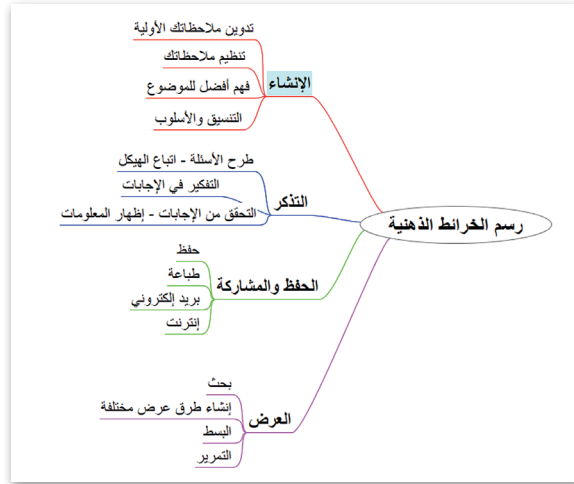 رسم الخرائط الذهنية
الإنشاء
تدوين ملاحظاتك الأولية
تنظيم ملاحظاتك
فهم أفضل للموضوع
التنسيق والأسلوب
التذكر
طرح الأسئلة - اتباع الهيكل
التفكير في الإجابات
التحقق من الإجابات - إظهار المعلومات
الحفظ والمشاركة
حفظ
طباعة
بريد إلكتروني
إنترنت
العرض
بحث
إنشاء طرق عرض مختلفة
البسط
التمرير